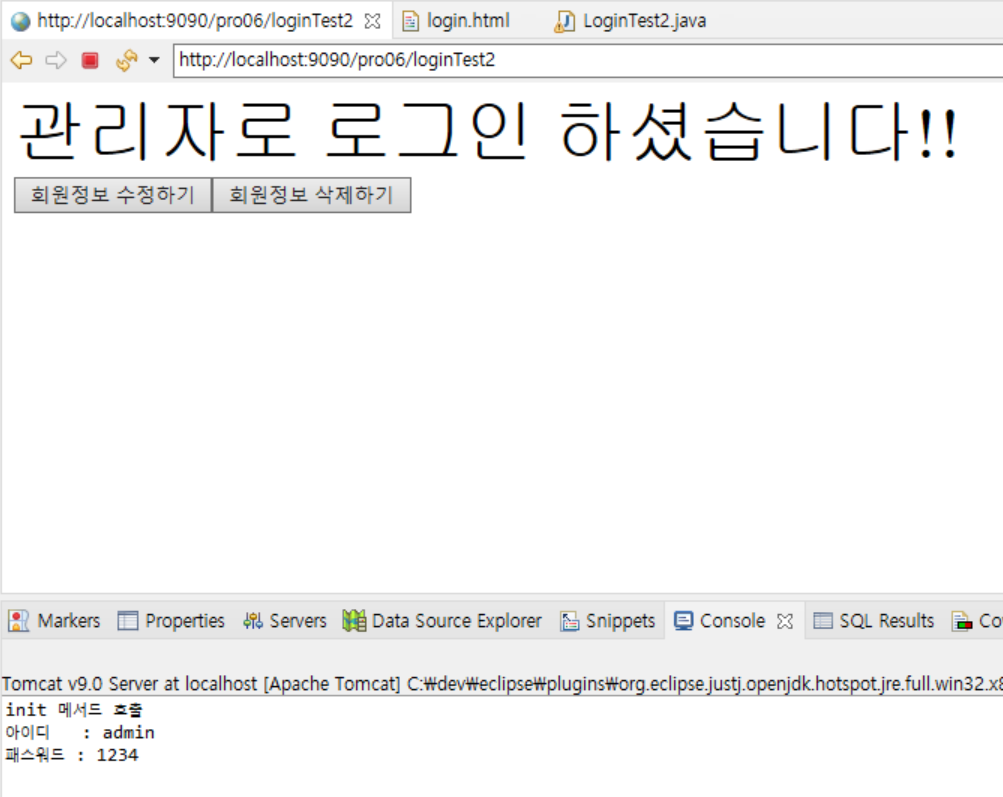 http://localhost:9090/pro06/loginTest2 login.html LoginTest2.java
http://localhost:9090/pro06/loginTest2
관리자로 로그인 하셨습니다!!
회원정보 수정하기 회원정보 삭제하기
Markers Properties Servers Data Source Explorer Snippets Console SQL Results Co
Tomcat v9.0 Server at localhost [Apache Tomcat] C:₩dev₩eclipse₩plugins₩org.eclipse.justj.openjdk.hotspot.jre.full.win32.x8
init 메서드 호출
아이디 : admin
패스워드 : 1234